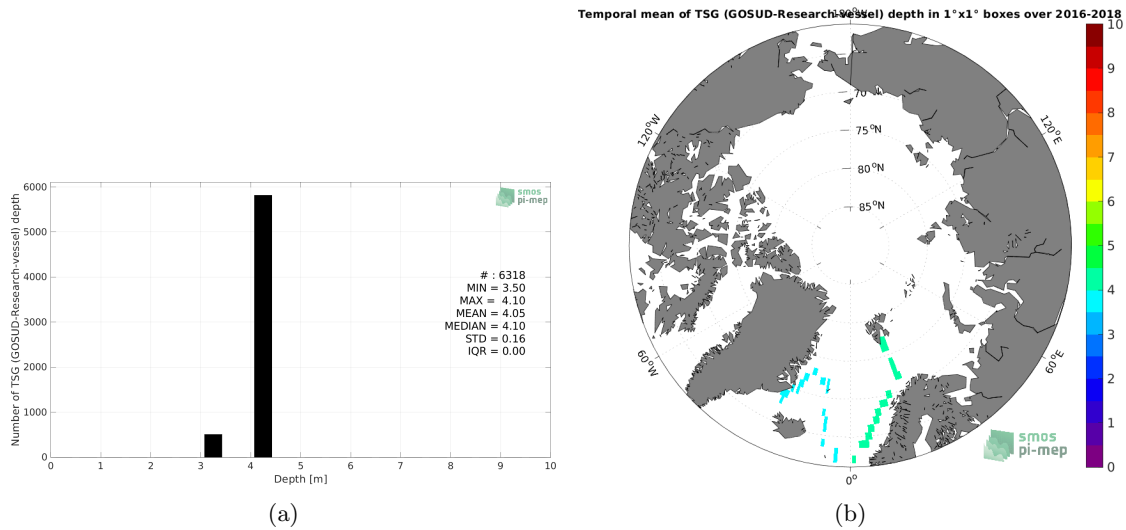 Temporal mean of TSG (GOSUD-Research-vessel) depth in 1°x1° boxes over 2016-2018
180°W
Number of TSG (GOSUD-Research-vessel) depth
6000
5000
4000
3000
2000
1000
0
0 1 2 3 4 5 6 7 8 9 10
Depth [m]
smos
pi-mep
# : 6318
MIN = 3.50
MAX = 4.10
MEAN = 4.05
MEDIAN = 4.10
STD = 0.16
IQR = 0.00
(a)
120°W
120°E
70
75°N
80°N
85°N
60°W
60°E
0°
smos
pi-mep
10
9
8
7
6
5
4
3
2
1
0
(b)